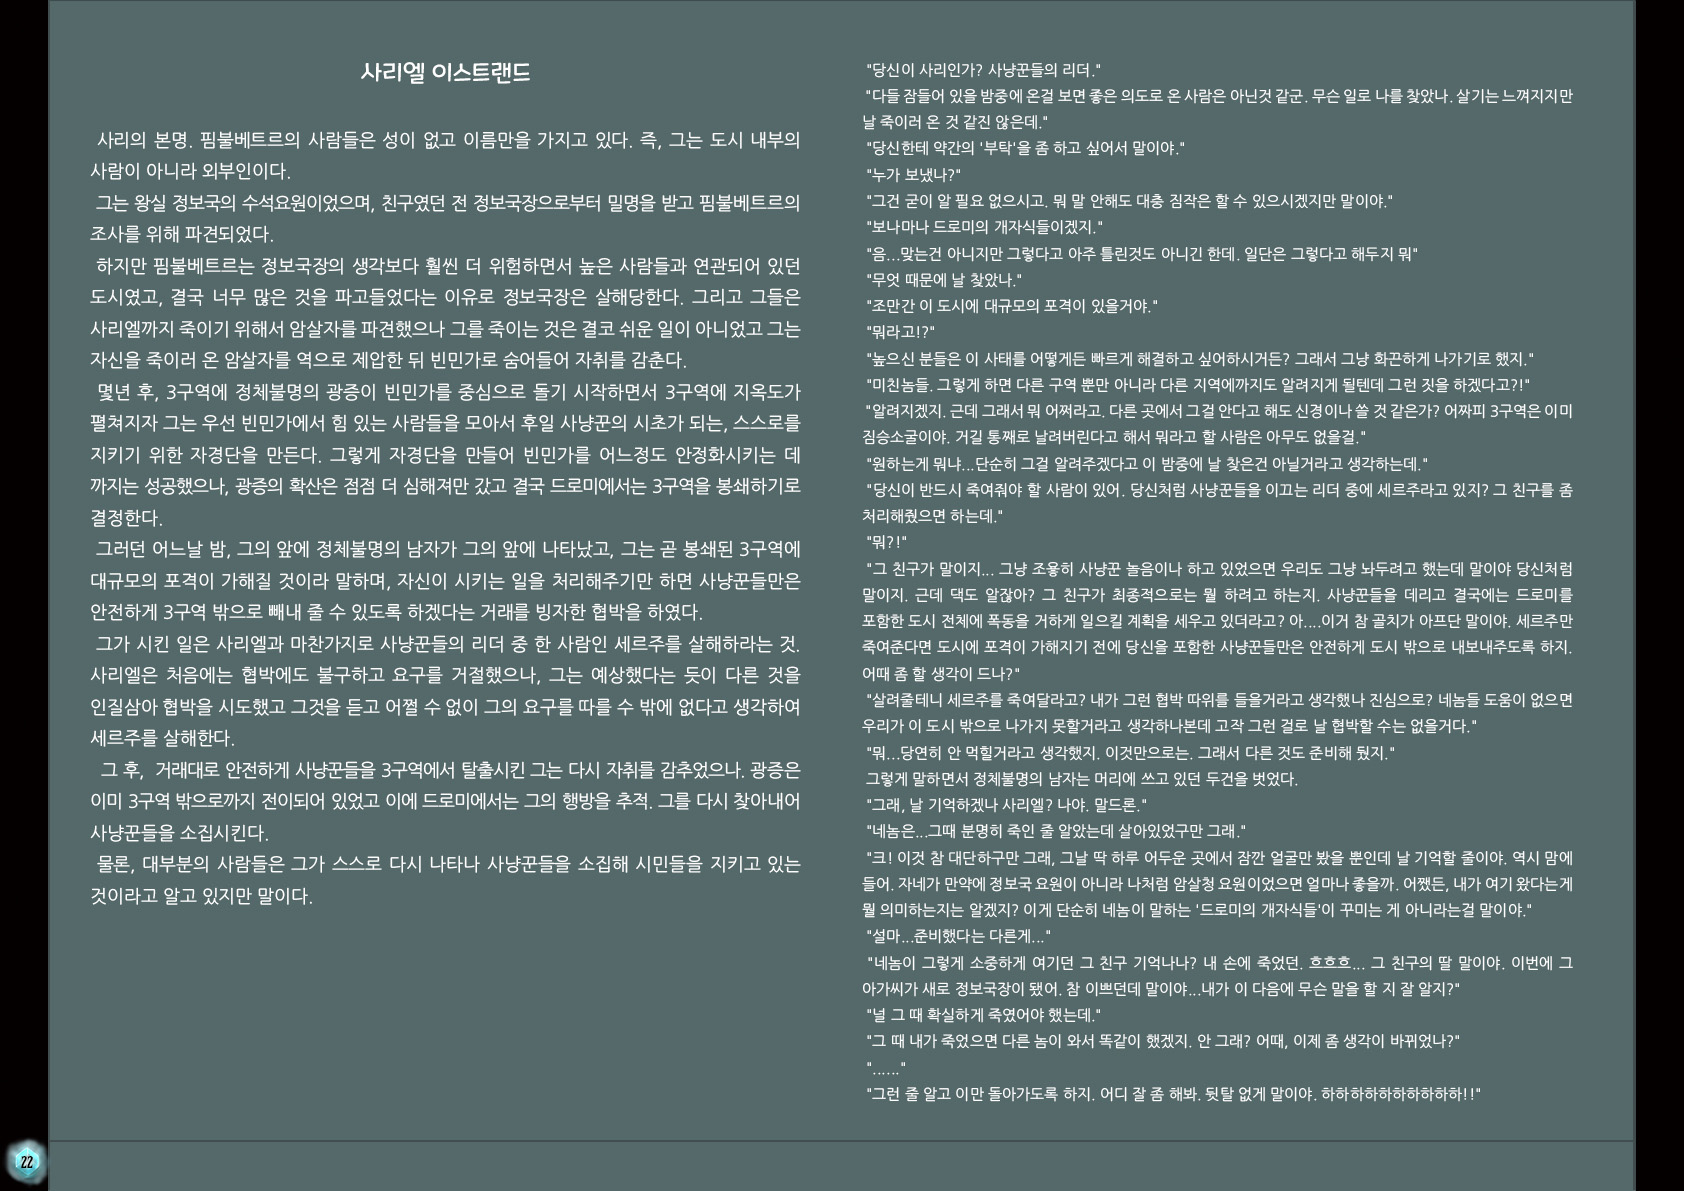 사리엘 이스트랜드
사리의 본명. 핌불베트르의 사람들은 성이 없고 이름만을 가지고 있다. 즉, 그는 도시 내부의
사람이 아니라 외부인이다.
그는 왕실 정보국의 수석요원이었으며, 친구였던 전 정보국장으로부터 밀명을 받고 핌불베트르의
조사를 위해 파견되었다.
하지만 핌불베트르는 정보국장의 생각보다 훨씬 더 위험하면서 높은 사람들과 연관되어 있던
도시였고, 결국 너무 많은 것을 파고들었다는 이유로 정보국장은 살해당한다. 그리고 그들은
사리엘까지 죽이기 위해서 암살자를 파견했으나 그를 죽이는 것은 결코 쉬운 일이 아니었고 그는
자신을 죽이러 온 암살자를 역으로 제압한 뒤 빈민가로 숨어들어 자취를 감춘다.
몇년 후, 3구역에 정체불명의 광증이 빈민가를 중심으로 돌기 시작하면서 3구역에 지옥도가
펼쳐지자 그는 우선 빈민가에서 힘 있는 사람들을 모아서 후일 사냥꾼의 시초가 되는, 스스로를
지키기 위한 자경단을 만든다. 그렇게 자경단을 만들어 빈민가를 어느정도 안정화시키는 데
까지는 성공했으나, 광증의 확산은 점점 더 심해져만 갔고 결국 드로미에서는 3구역을 봉쇄하기로
결정한다.
그러던 어느날 밤, 그의 앞에 정체불명의 남자가 그의 앞에 나타났고, 그는 곧 봉쇄된 3구역에
대규모의 포격이 가해질 것이라 말하며, 자신이 시키는 일을 처리해주기만 하면 사냥꾼들만은
안전하게 3구역 밖으로 빼내 줄 수 있도록 하겠다는 거래를 빙자한 협박을 하였다.
그가 시킨 일은 사리엘과 마찬가지로 사냥꾼들의 리더 중 한 사람인 세르주를 살해하라는 것.
사리엘은 처음에는 협박에도 불구하고 요구를 거절했으나, 그는 예상했다는 듯이 다른 것을
인질삼아 협박을 시도했고 그것을 듣고 어쩔 수 없이 그의 요구를 따를 수 밖에 없다고 생각하여
세르주를 살해한다.
그 후, 거래대로 안전하게 사냥꾼들을 3구역에서 탈출시킨 그는 다시 자취를 감추었으나. 광증은
이미 3구역 밖으로까지 전이되어 있었고 이에 드로미에서는 그의 행방을 추적. 그를 다시 찾아내어
사냥꾼들을 소집시킨다.
물론, 대부분의 사람들은 그가 스스로 다시 나타나 사냥꾼들을 소집해 시민들을 지키고 있는
것이라고 알고 있지만 말이다.
"당신이 사리인가? 사냥꾼들의 리더."
"다들 잠들어 있을 밤중에 온걸 보면 좋은 의도로 온 사람은 아닌것 같군. 무슨 일로 나를 찾았나. 살기는 느껴지지만
날 죽이러 온 것 같진 않은데."
"당신한테 약간의 '부탁'을 좀 하고 싶어서 말이야."
"누가 보냈나?"
"그건 굳이 알 필요 없으시고. 뭐 말 안해도 대충 짐작은 할 수 있으시겠지만 말이야."
"보나마나 드로미의 개자식들이겠지."
"음...맞는건 아니지만 그렇다고 아주 틀린것도 아니긴 한데. 일단은 그렇다고 해두지 뭐"
"무엇 때문에 날 찾았나."
"조만간 이 도시에 대규모의 포격이 있을거야."
"뭐라고!?"
"높으신 분들은 이 사태를 어떻게든 빠르게 해결하고 싶어하시거든? 그래서 그냥 화끈하게 나가기로 했지."
"미친놈들. 그렇게 하면 다른 구역 뿐만 아니라 다른 지역에까지도 알려지게 될텐데 그런 짓을 하겠다고?!"
"알려지겠지. 근데 그래서 뭐 어쩌라고. 다른 곳에서 그걸 안다고 해도 신경이나 쓸 것 같은가? 어짜피 3구역은 이미
짐승소굴이야. 거길 통째로 날려버린다고 해서 뭐라고 할 사람은 아무도 없을걸."
"원하는게 뭐냐...단순히 그걸 알려주겠다고 이 밤중에 날 찾은건 아닐거라고 생각하는데."
"당신이 반드시 죽여줘야 할 사람이 있어. 당신처럼 사냥꾼들을 이끄는 리더 중에 세르주라고 있지? 그 친구를 좀
처리해줬으면 하는데."
"뭐?!"
"그 친구가 말이지... 그냥 조욯히 사냥꾼 놀음이나 하고 있었으면 우리도 그냥 놔두려고 했는데 말이야 당신처럼
말이지. 근데 댁도 알잖아? 그 친구가 최종적으로는 뭘 하려고 하는지. 사냥꾼들을 데리고 결국에는 드로미를
포함한 도시 전체에 폭동을 거하게 일으킬 계획을 세우고 있더라고? 아....이거 참 골치가 아프단 말이야. 세르주만
죽여준다면 도시에 포격이 가해지기 전에 당신을 포함한 사냥꾼들만은 안전하게 도시 밖으로 내보내주도록 하지.
어때 좀 할 생각이 드나?"
"살려줄테니 세르주를 죽여달라고? 내가 그런 협박 따위를 들을거라고 생각했나 진심으로? 네놈들 도움이 없으면
우리가 이 도시 밖으로 나가지 못할거라고 생각하나본데 고작 그런 걸로 날 협박할 수는 없을거다."
"뭐...당연히 안 먹힐거라고 생각했지. 이것만으로는. 그래서 다른 것도 준비해 뒀지."
그렇게 말하면서 정체불명의 남자는 머리에 쓰고 있던 두건을 벗었다.
"그래, 날 기억하겠나 사리엘? 나야. 말드론."
"네놈은...그때 분명히 죽인 줄 알았는데 살아있었구만 그래."
"크! 이것 참 대단하구만 그래, 그날 딱 하루 어두운 곳에서 잠깐 얼굴만 봤을 뿐인데 날 기억할 줄이야. 역시 맘에
들어. 자네가 만약에 정보국 요원이 아니라 나처럼 암살청 요원이었으면 얼마나 좋을까. 어쨌든, 내가 여기 왔다는게
뭘 의미하는지는 알겠지? 이게 단순히 네놈이 말하는 '드로미의 개자식들'이 꾸미는 게 아니라는걸 말이야."
"설마...준비했다는 다른게..."
"네놈이 그렇게 소중하게 여기던 그 친구 기억나나? 내 손에 죽었던. 흐흐흐... 그 친구의 딸 말이야. 이번에 그
아가씨가 새로 정보국장이 됐어. 참 이쁘던데 말이야...내가 이 다음에 무슨 말을 할 지 잘 알지?"
"널 그 때 확실하게 죽였어야 했는데."
"그 때 내가 죽었으면 다른 놈이 와서 똑같이 했겠지. 안 그래? 어때, 이제 좀 생각이 바뀌었나?"
"......"
"그런 줄 알고 이만 돌아가도록 하지. 어디 잘 좀 해봐. 뒷탈 없게 말이야. 하하하하하하하하하하!!"
22